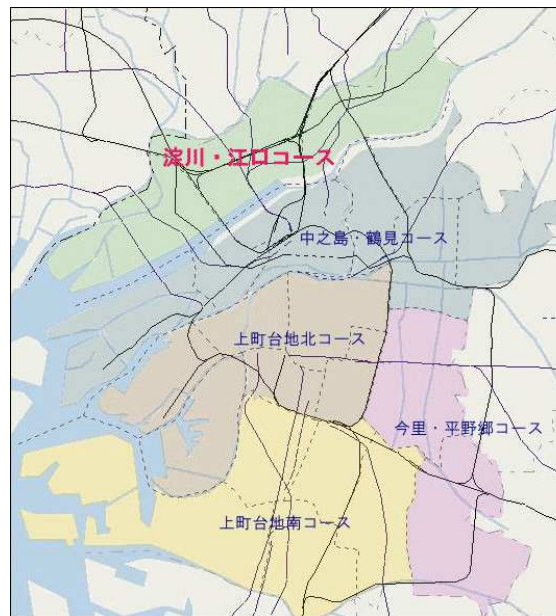 淀川・江口コース
中之島・鶴見コース
上町台地北コース
今里・平野郷コース
上町台地南コース